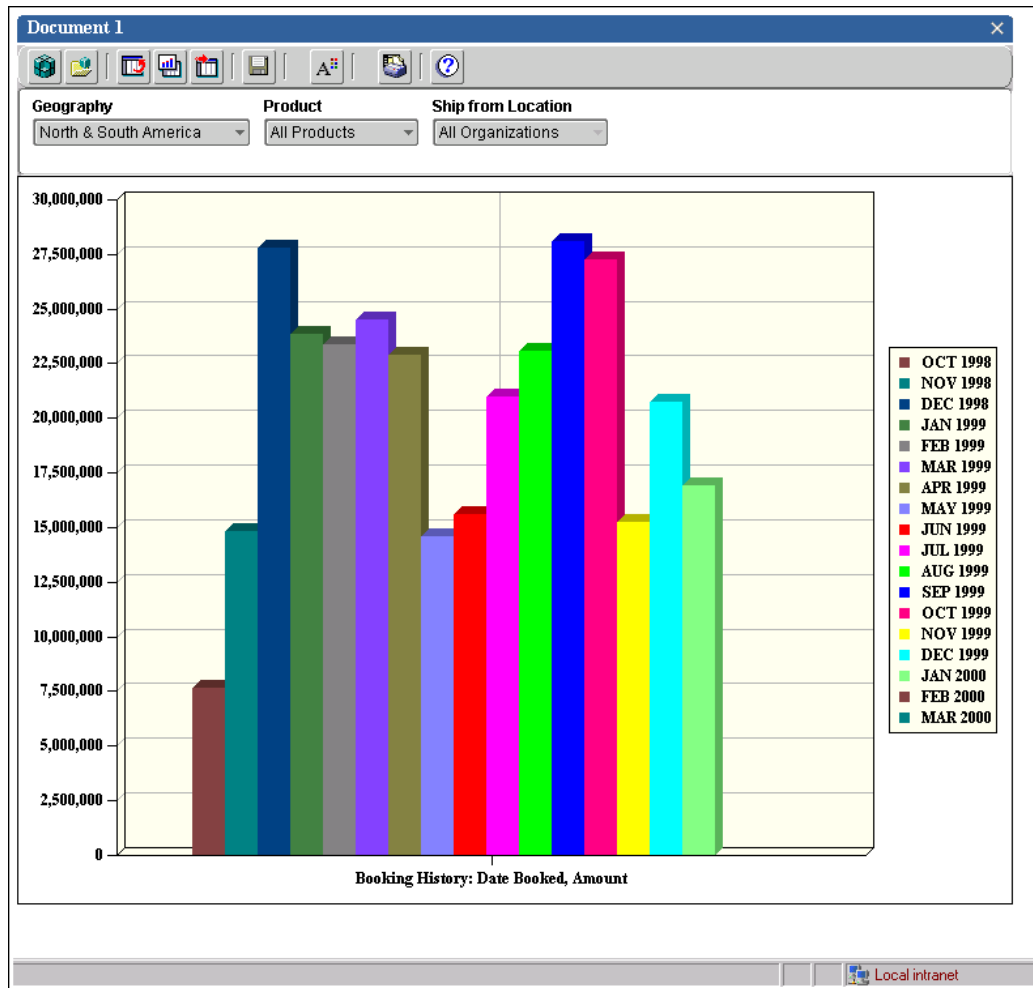 Document 1
A
?
Geography Product Ship from Location
North & South America All Products All Organizations
30,000,000
27,500,000
25,000,000
22,500,000
20,000,000
17,500,000
15,000,000
12,500,000
10,000,000
7,500,000
5,000,000
2,500,000
0
Booking History: Date Booked, Amount
OCT 1998
NOV 1998
DEC 1998
JAN 1999
FEB 1999
MAR 1999
APR 1999
MAY 1999
JUN 1999
JUL 1999
AUG 1999
SEP 1999
OCT 1999
NOV 1999
DEC 1999
JAN 2000
FEB 2000
MAR 2000
Local intranet